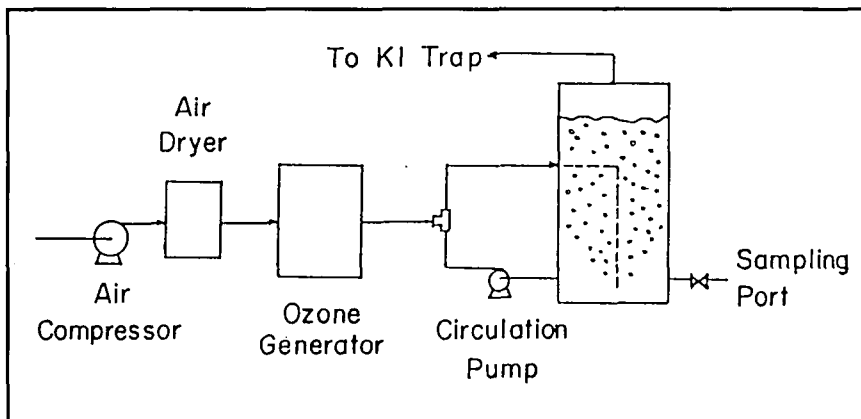 To KI Trap
Air
Dryer
Air
Compressor
Ozone
Generator
Circulation
Pump
Sampling
Port